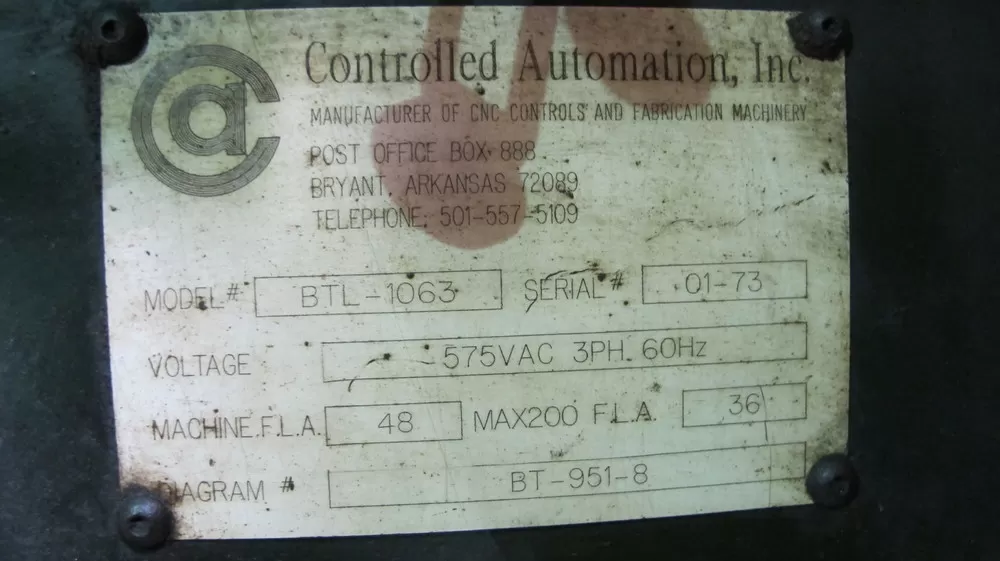 Ca
Controlled Automation, Inc.
MANUFACTURER OF CNC CONTROLS AND FABRICATION MACHINERY
POST OFFICE BOX 888
BRYANT, ARKANSAS 72089
TELEPHONE: 501-557-5109
MODEL# BTL-1063 SERIAL# 01-73
VOLTAGE 575VAC 3PH. 60Hz
MACHINE.F.L.A. 48 MAX200 F.L.A. 36
DIAGRAM # BT-951-8